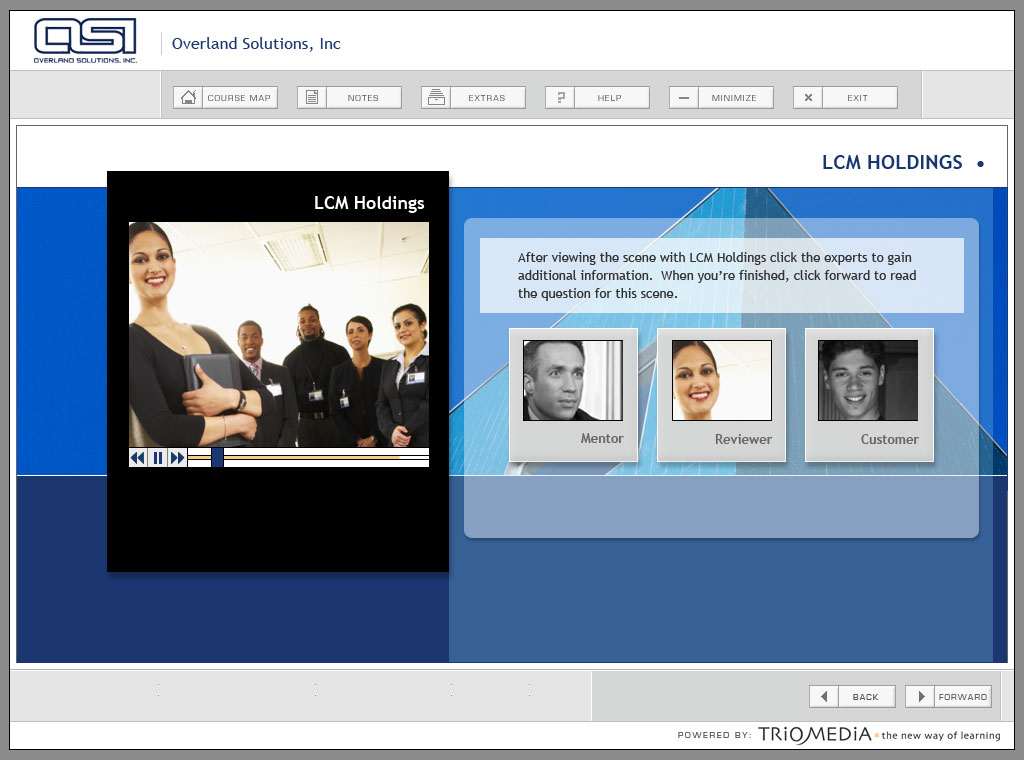 OSI
OVERLAND SOLUTIONS, INC.
Overland Solutions, Inc
COURSE MAP
NOTES
EXTRAS
HELP
MINIMIZE
EXIT
LCM HOLDINGS •
LCM Holdings
After viewing the scene with LCM Holdings click the experts to gain
additional information.  When you're finished, click forward to read
the question for this scene.
Mentor
Reviewer
Customer
BACK
FORWARD
POWERED BY: TRIOMEDIA • the new way of learning